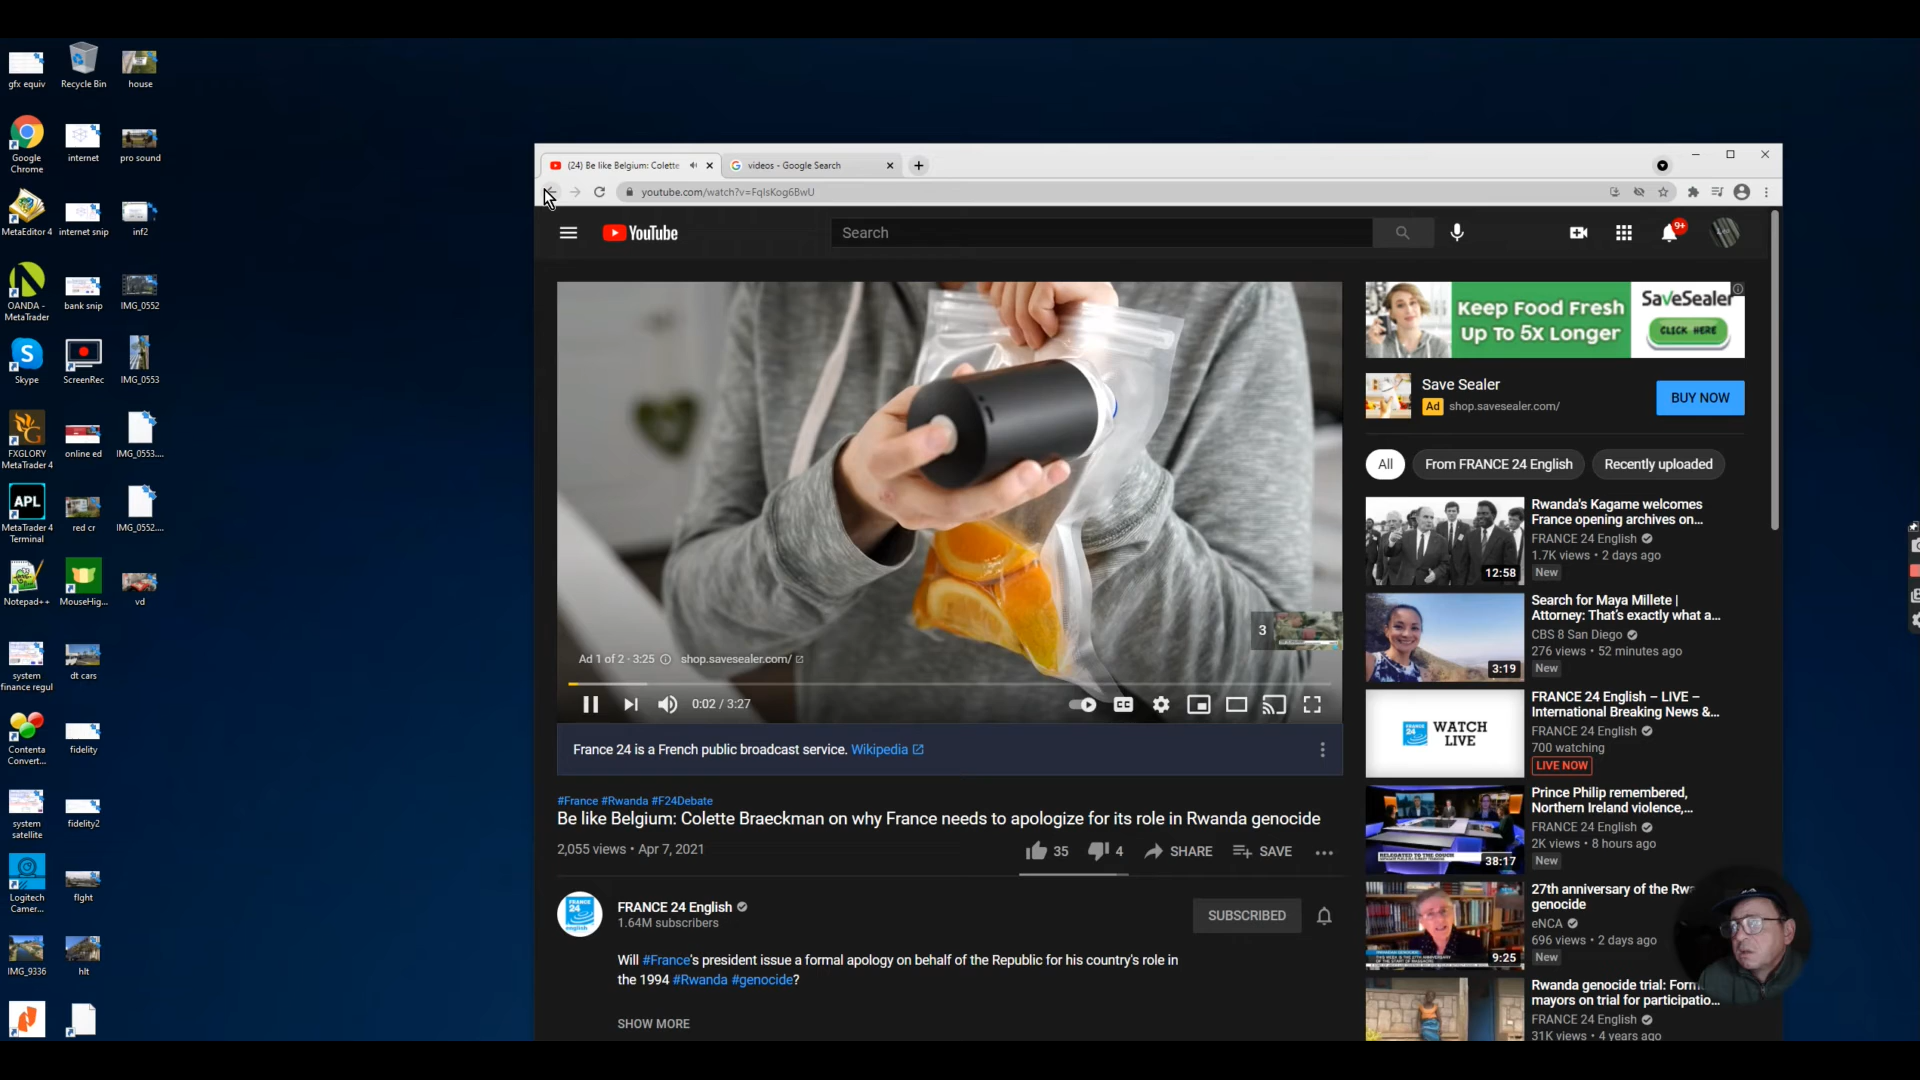 gfx equiv
Recycle Bin
house
Google
Chrome
internet
pro sound
MetaEditor 4
internet snip
inf2
OANDA -
MetaTrader
bank snip
IMG_0552
Skype
ScreenRec
IMG_0553
FXGLORY
MetaTrader 4
online ed
IMG_0553....
APL
MetaTrader 4
Terminal
red cr
IMG_0552....
Notepad++
MouseHig...
vd
system
finance regul
dt cars
Contenta
Convert...
fidelity
system
satellite
fidelity2
Logitech
Camer...
flght
IMG_9336
hlt
(24) Be like Belgium: Colette
videos - Google Search
youtube.com/watch?v=FqlsKog6BwU
YouTube
Search
9+
Ad 1 of 2 · 3:25
shop.savesealer.com/
3
0:02 / 3:27
CC
France 24 is a French public broadcast service. Wikipedia
#France #Rwanda #F24Debate
Be like Belgium: Colette Braeckman on why France needs to apologize for its role in Rwanda genocide
2,055 views • Apr 7, 2021
35
4
SHARE
SAVE
FRANCE
24
english
FRANCE 24 English
1.64M subscribers
SUBSCRIBED
Will #France's president issue a formal apology on behalf of the Republic for his country's role in
the 1994 #Rwanda #genocide?
SHOW MORE
Keep Food Fresh
Up To 5X Longer
SaveSealer
CLICK HERE
Save Sealer
Ad shop.savesealer.com/
BUY NOW
All
From FRANCE 24 English
Recently uploaded
Rwanda's Kagame welcomes
France opening archives on...
FRANCE 24 English
1.7K views • 2 days ago
New
12:58
Search for Maya Millete |
Attorney: That's exactly what a...
CBS 8 San Diego
276 views • 52 minutes ago
New
3:19
WATCH
LIVE
FRANCE 24 English – LIVE –
International Breaking News &...
FRANCE 24 English
700 watching
LIVE NOW
Prince Philip remembered,
Northern Ireland violence,...
FRANCE 24 English
2K views • 8 hours ago
New
38:17
27th anniversary of the Rw
genocide
eNCA
696 views • 2 days ago
New
9:25
Rwanda genocide trial: Form
mayors on trial for participatio...
FRANCE 24 English
31K views • 4 years ago